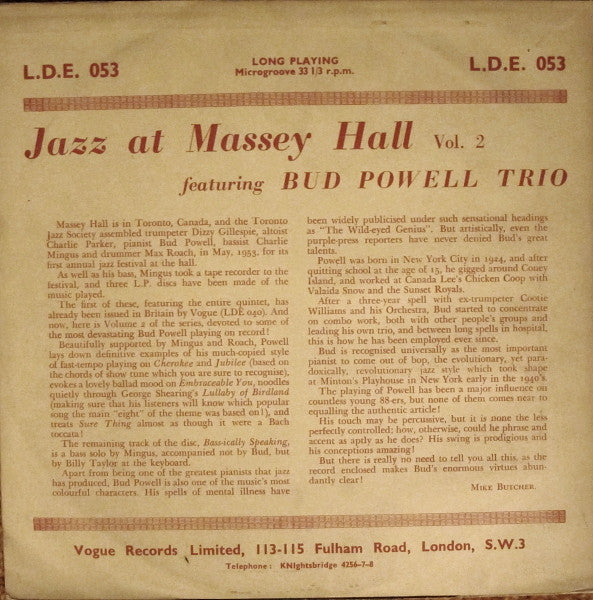 L.D.E. 053
LONG PLAYING
Microgroove 33 1/3 r.p.m.
L.D.E. 053
Jazz at Massey Hall Vol. 2
featuring BUD POWELL TRIO
Massey Hall is in Toronto, Canada, and the Toronto
Jazz Society assembled trumpeter Dizzy Gillespie, altoist
Charlie Parker, pianist Bud Powell, bassist Charlie
Mingus and drummer Max Roach, in May, 1953, for its
first annual jazz festival at the hall.
As well as his bass, Mingus took a tape recorder to the
festival, and three L.P. discs have been made of the
music played.
The first of these, featuring the entire quintet, has
already been issued in Britain by Vogue (LDE 040). And
now, here is Volume 2 of the series, devoted to some of
the most devastating Bud Powell playing on record!
Beautifully supported by Mingus and Roach, Powell
lays down definitive examples of his much-copied style
of fast-tempo playing on Cherokee and Jubilee (based on
the chords of show tune which you are sure to recognise),
evokes a lovely ballad mood on Embraceable You, noodles
quietly through George Shearing's Lullaby of Birdland
(making sure that his listeners will know which popular
song the main "eight" of the theme was based on!), and
treats Sure Thing almost as though it were a Bach
toccata!
The remaining track of the disc, Bass-ically Speaking,
is a bass solo by Mingus, accompanied not by Bud, but
by Billy Taylor at the keyboard.
Apart from being one of the greatest pianists that jazz
has produced, Bud Powell is also one of the music's most
colourful characters. His spells of mental illness have
been widely publicised under such sensational headings
as "The Wild-eyed Genius". But artistically, even the
purple-press reporters have never denied Bud's great
talents.
Powell was born in New York City in 1924, and after
quitting school at the age of 15, he gigged around Coney
Island, and worked at Canada Lee's Chicken Coop with
Valaida Snow and the Sunset Royals.
After a three-year spell with ex-trumpeter Cootie
Williams and his Orchestra, Bud started to concentrate
on combo work, both with other people's groups and
leading his own trio, and between long spells in hospital,
this is how he has been employed ever since.
Bud is recognised universally as the most important
pianist to come out of bop, the evolutionary, yet para-
doxically, revolutionary jazz style which took shape
at Minton's Playhouse in New York early in the 1940's.
The playing of Powell has been a major influence on
countless young 88-ers, but none of them comes near to
equalling the authentic article!
His touch may be percussive, but it is none the less
perfectly controlled; how, otherwise, could he phrase and
accent as aptly as he does? His swing is prodigious and
his conceptions amazing!
But there is really no need to tell you all this, as the
record enclosed makes Bud's enormous virtues abun-
dantly clear!
MIKE BUTCHER.
Vogue Records Limited, 113-115 Fulham Road, London, S.W.3
Telephone: KNIghtsbridge 4256-7-8